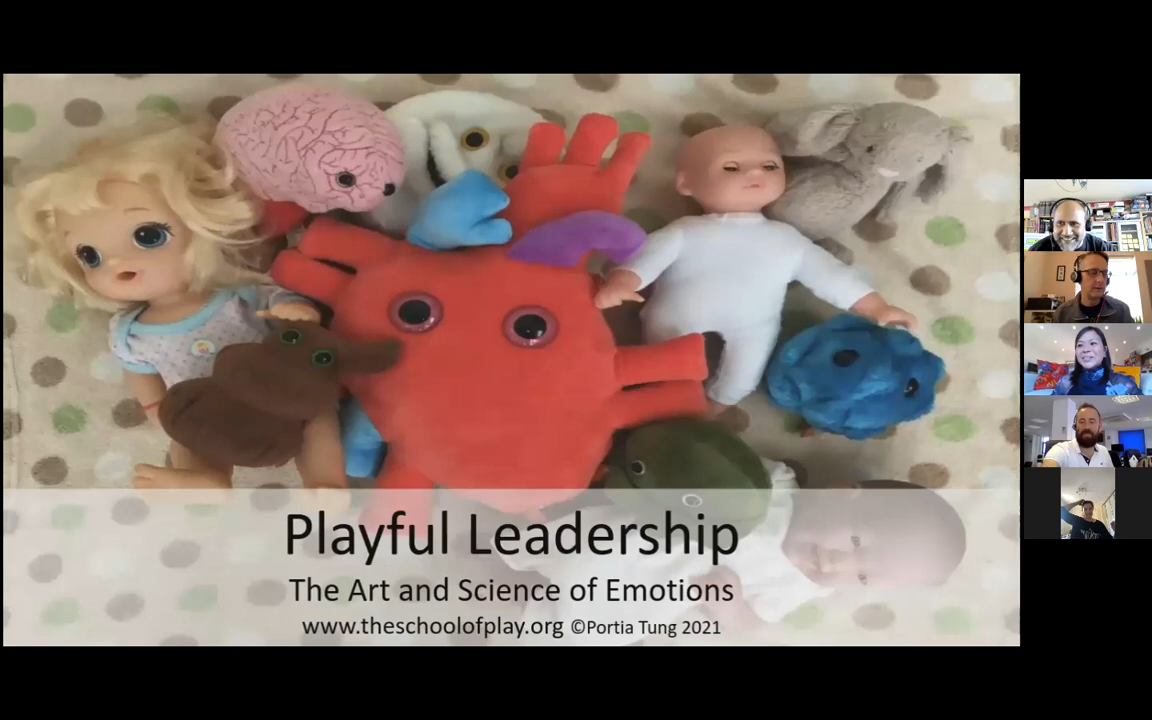 Playful Leadership
The Art and Science of Emotions
www.theschoolofplay.org ©Portia Tung 2021